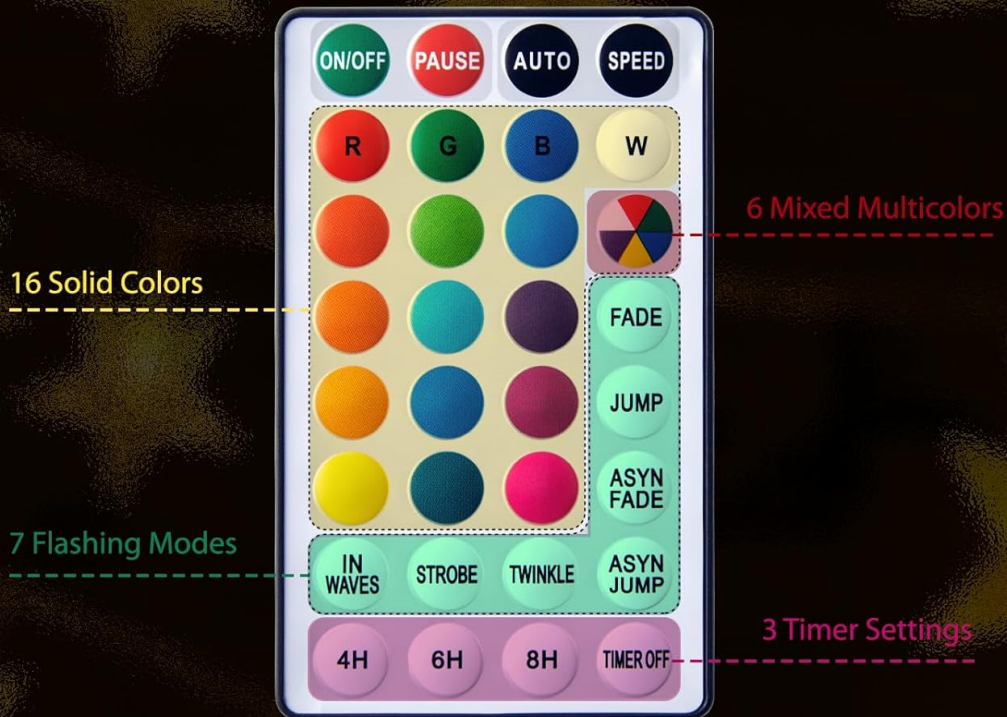 ON/OFF PAUSE AUTO SPEED
R G B W
6 Mixed Multicolors
16 Solid Colors
FADE
JUMP
ASYN
FADE
7 Flashing Modes
IN
WAVES
STROBE
TWINKLE
ASYN
JUMP
3 Timer Settings
4H 6H 8H TIMER OFF